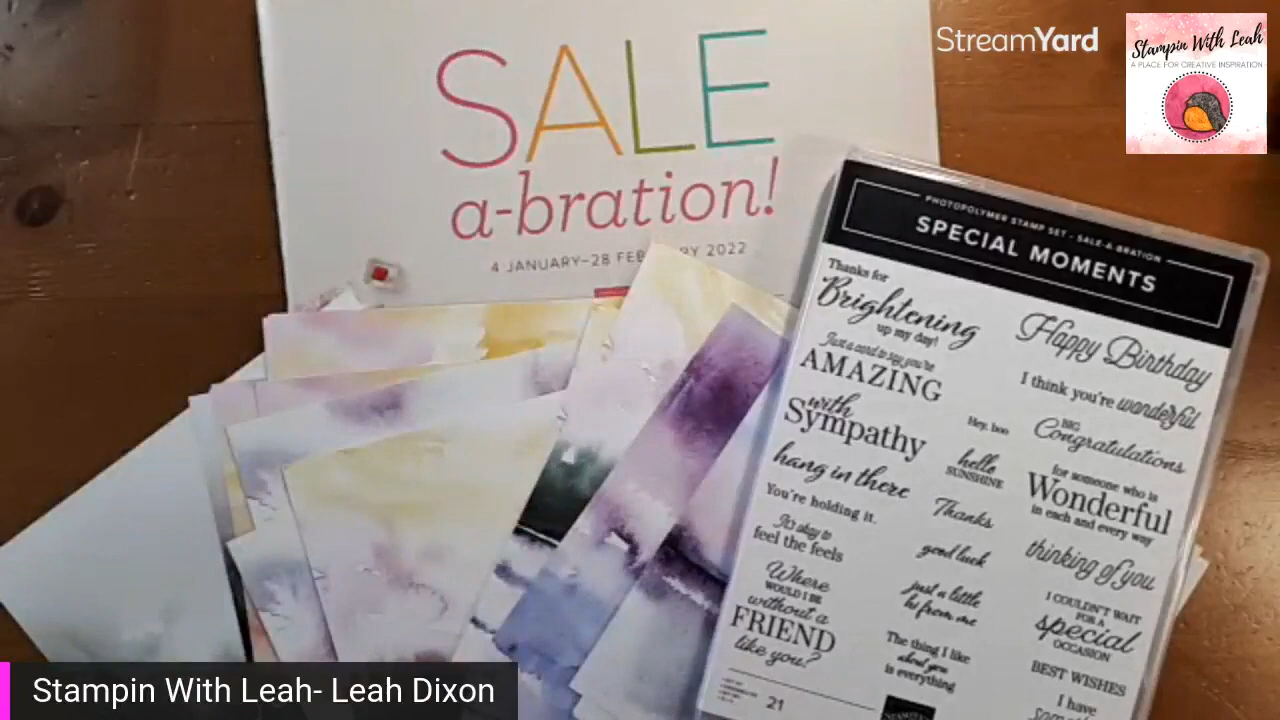 SALE
a-bration!
4 JANUARY–28 FEB RY 2022
StreamYard
Stampin With Leah
A PLACE FOR CREATIVE INSPIRATION
PHOTOPOLYMER STAMP SET - SALE-A-BRATION
SPECIAL MOMENTS
Thanks for
Brightening
up my day!
Just a card to say you're
AMAZING
with
Sympathy
hang in there
You're holding it.
It's okay to
feel the feels
Where
WOULD I BE
without a
FRIEND
like you?
Hey, boo
hello
SUNSHINE
Thanks
good luck
just a little
hi from me
The thing I like
about you
is everything
Happy Birthday
I think you're wonderful
BIG
Congratulations
for someone who is
Wonderful
in each and every way
thinking of you
I COULDN'T WAIT
FOR A
special
OCCASION
BEST WISHES
I have
21
Stampin With Leah- Leah Dixon